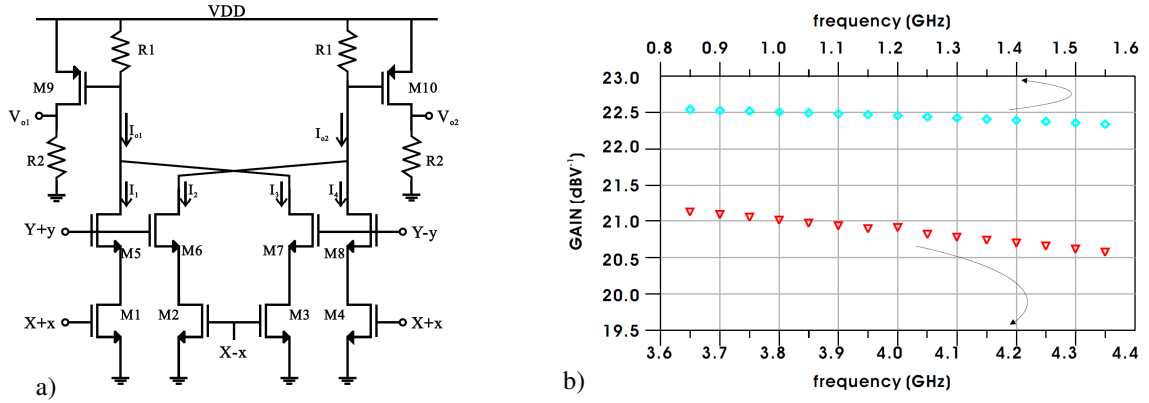 VDD
R1
R1
M9
M10
Vo1
Vo2
Io1
Io2
R2
R2
I1
I2
I3
I4
Y+y
Y-y
M5
M6
M7
M8
X+x
M1
M2
M3
M4
X+x
X-x
a)
frequency (GHz)
0.8 0.9 1.0 1.1 1.2 1.3 1.4 1.5 1.6
GAIN (dBV⁻¹)
23.0
22.5
22.0
21.5
21.0
20.5
20.0
19.5
3.6 3.7 3.8 3.9 4.0 4.1 4.2 4.3 4.4
frequency (GHz)
b)